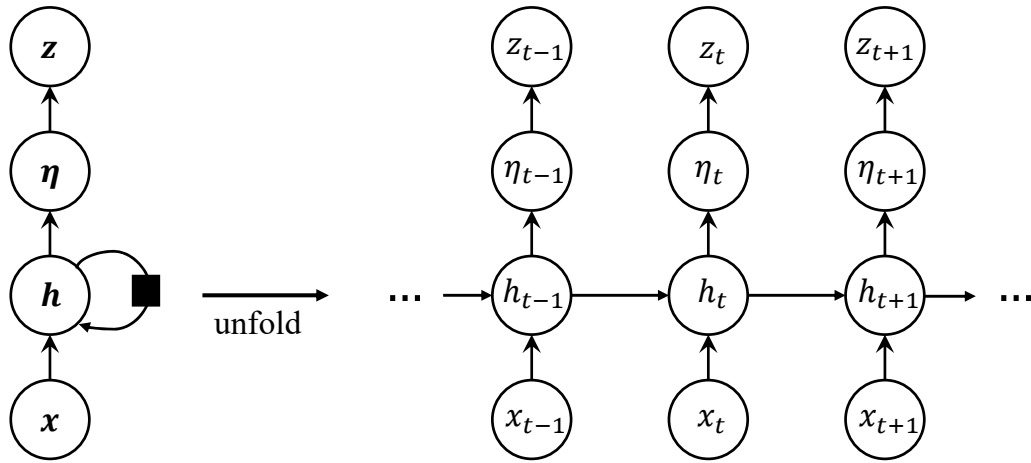 z z_{t-1} z_t z_{t+1}
η η_{t-1} η_t η_{t+1}
h ... h_{t-1} h_t h_{t+1} ...
unfold
x x_{t-1} x_t x_{t+1}